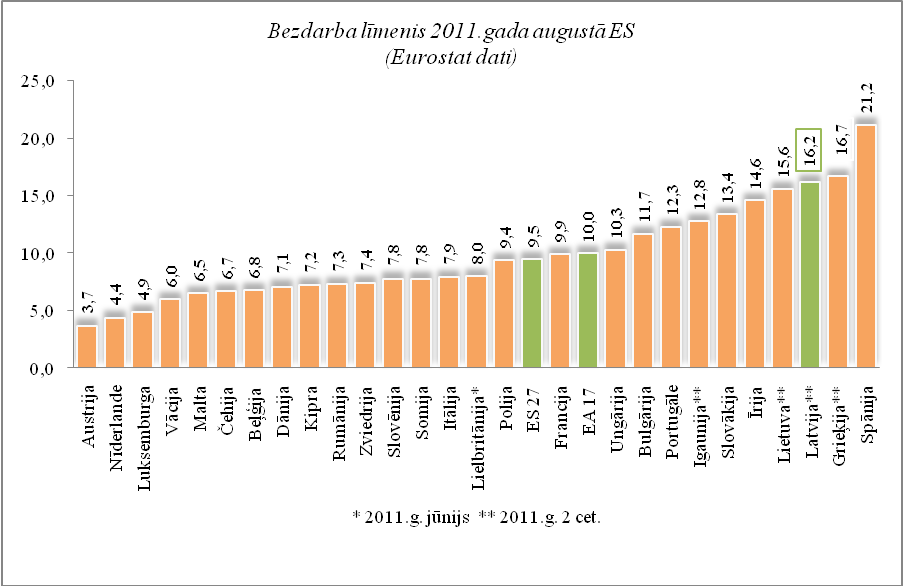 Bezdarba līmenis 2011.gada augustā ES
(Eurostat dati)
25,0
20,0
15,0
10,0
5,0
0,0
3,7
4,4
4,9
6,0
6,5
6,7
6,8
7,1
7,2
7,3
7,4
7,8
7,8
7,9
8,0
9,4
9,5
9,9
10,0
10,3
11,7
12,3
12,8
13,4
14,6
15,6
16,2
16,7
21,2
Austrija
Nīderlande
Luksemburga
Vācija
Malta
Čehija
Beļģija
Dānija
Kipra
Rumānija
Zviedrija
Slovēnija
Somija
Itālija
Lielbritānija*
Polija
ES27
Francija
EA17
Ungārija
Bulgārija
Portugāle
Igaunija**
Slovākija
Īrija
Lietuva**
Latvija**
Grieķija**
Spānija
* 2011.g. jūnijs ** 2011.g. 2 cet.